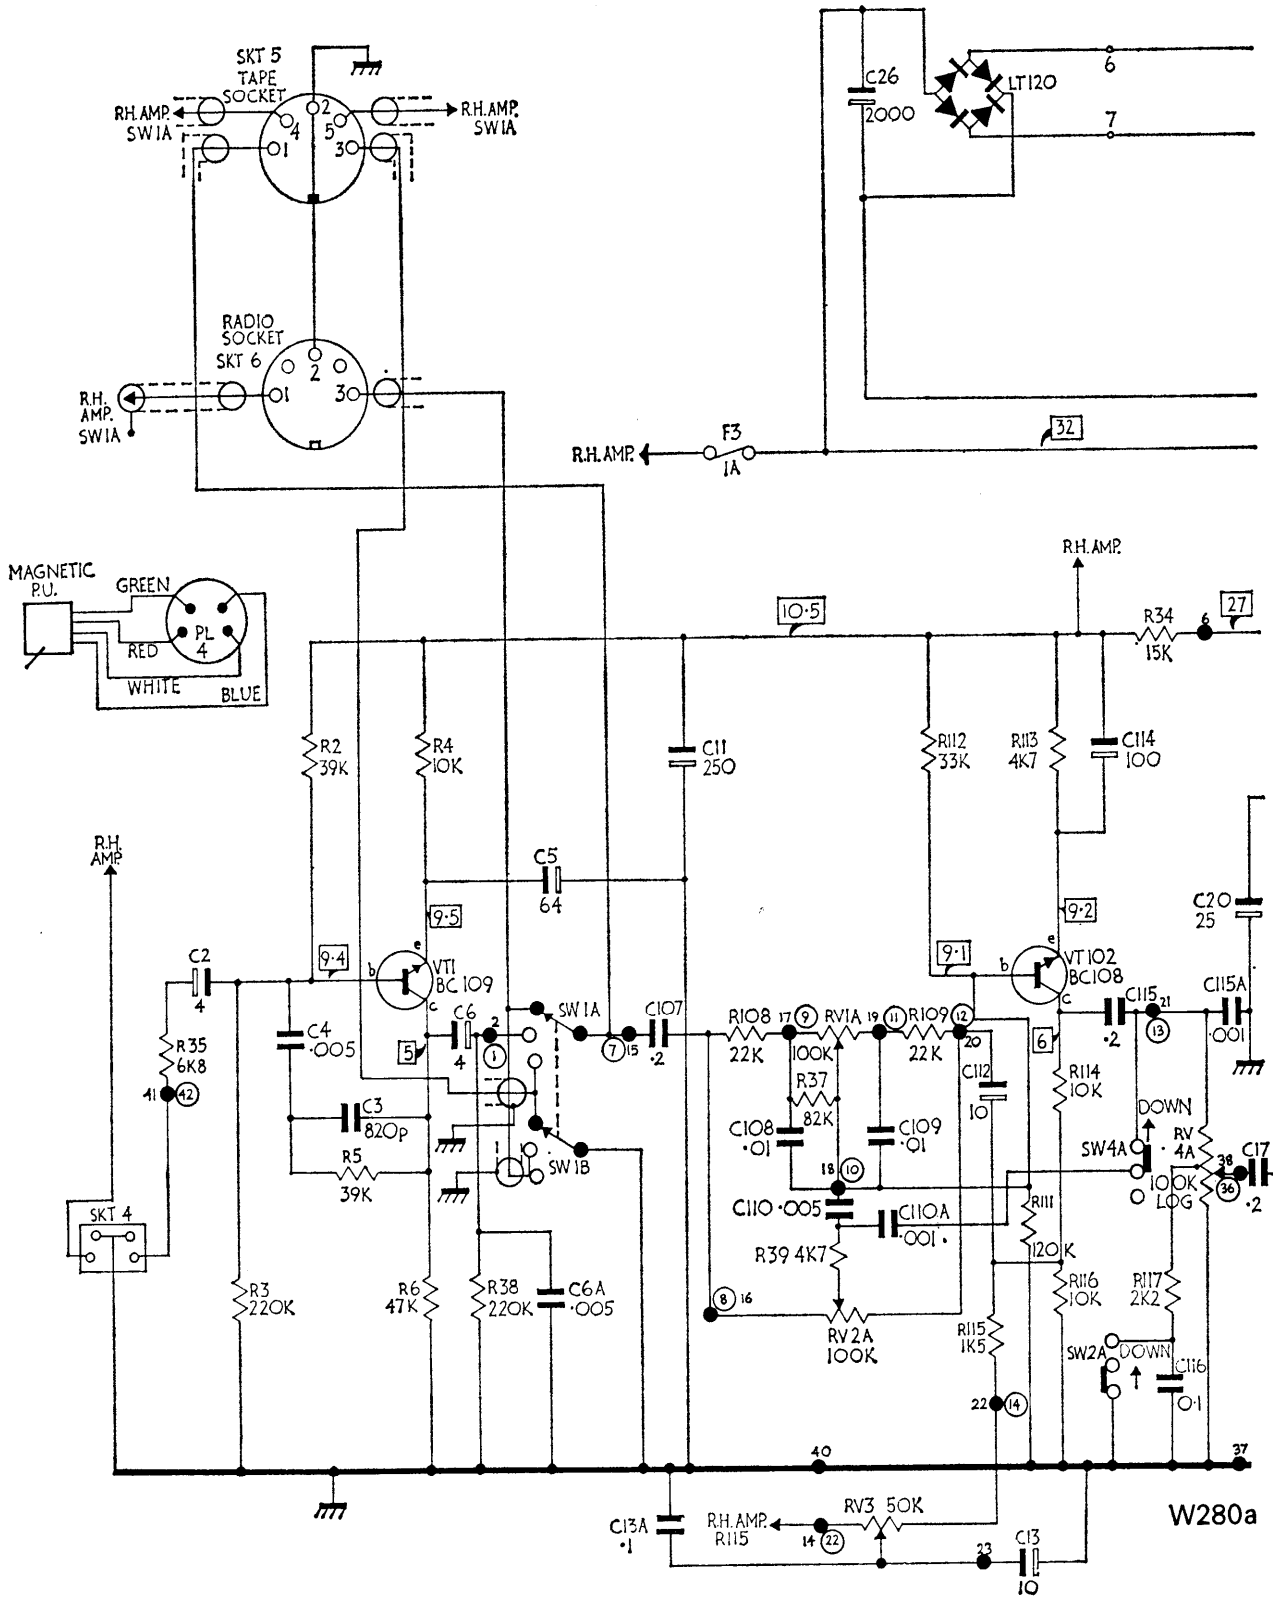 SKT 5
TAPE
SOCKET
R.H. AMP.
SW1A
2
4
5
1
3
R.H. AMP.
SW1A
C26
2000
LT120
6
7
RADIO
SOCKET
SKT 6
2
1
3
R.H.
AMP.
SW1A
R.H. AMP.
F3
1A
32
MAGNETIC
P.U.
GREEN
PL
4
RED
WHITE
BLUE
R.H. AMP.
10·5
R34
15K
6
27
R2
39K
R4
10K
C11
250
R112
33K
R113
4K7
C114
100
R.H.
AMP.
C5
64
C20
25
9·5
9·2
C2
4
9·4
b
e
c
VT1
BC109
9·1
b
e
c
VT102
BC108
R35
6K8
41
42
C4
·005
5
C6
4
2
1
SW1A
7
15
C107
·2
R108
22K
17
9
RV1A
100K
19
11
R109
22K
12
20
6
C115
·2
21
13
C115A
·001
C3
820p
R5
39K
SW1B
R37
82K
C108
·01
C109
·01
C112
10
R114
10K
DOWN
SW4A
RV
4A
100K
LOG
38
36
C17
·2
18
10
C110 ·005
C110A
·001
R111
120K
SKT 4
R3
220K
R6
47K
R38
220K
C6A
·005
R39 4K7
8
16
RV2A
100K
R115
1K5
R116
10K
R117
2K2
SW2A
DOWN
C116
0·1
22
14
40
37
C13A
·1
R.H. AMP.
R115
14
22
RV3 50K
23
C13
10
W280a